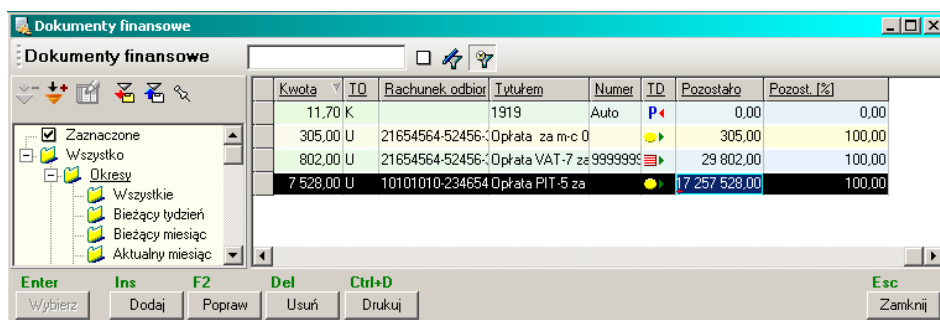 Dokumenty finansowe
Dokumenty finansowe
Kwota TO Rachunek odbior Tytułem Numer TD Pozostało Pozost. [%]
11,70 K 1919 Auto P 0,00 0,00
305,00 U 21654564-52456- Opłata za m-c 0 305,00 100,00
802,00 U 21654564-52456- Opłata VAT-7 za 9999999 29 802,00 100,00
7 528,00 U 10101010-234654 Opłata PIT-5 za 17 257 528,00 100,00
Zaznaczone
Wszystko
Okresy
Wszystkie
Bieżący tydzień
Bieżący miesiąc
Aktualny miesiąc
Enter Ins F2 Del Ctrl+D Esc
Wybierz Dodaj Popraw Usuń Drukuj Zamknij